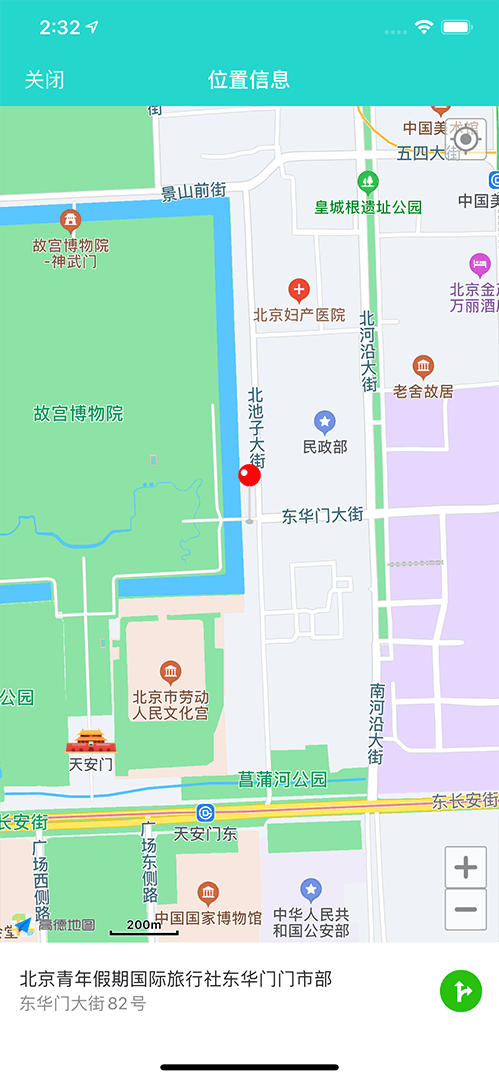 2:32
关闭
位置信息
街
中国美术馆
五四大街
景山前街
皇城根遗址公园
中国美
故宫博物院
-神武门
北京金茂
万丽酒店
北京妇产医院
北河沿大街
老舍故居
北池子大街
故宫博物院
民政部
东华门大街
北京市劳动
人民文化宫
公园
南河沿大街
天安门
菖蒲河公园
东长安街
长安街
天安门东
广场西侧路
广场东侧路
中国国家博物馆
中华人民共
和国公安部
会堂
高德地图
200m
北京青年假期国际旅行社东华门门市部
东华门大街82号